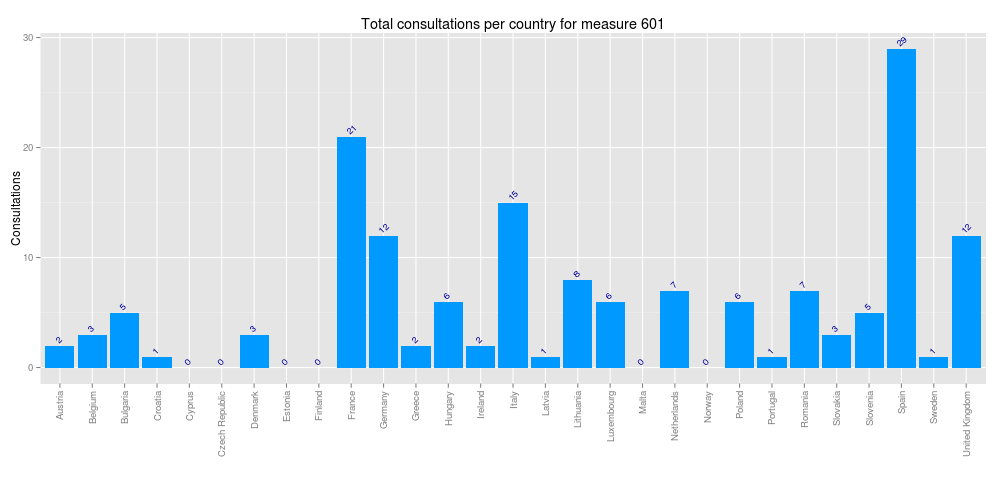 Total consultations per country for measure 601
Consultations
30
20
10
0
2
3
5
1
0
0
3
0
0
21
12
2
6
2
15
1
8
6
0
7
0
6
1
7
3
5
29
1
12
Austria
Belgium
Bulgaria
Croatia
Cyprus
Czech Republic
Denmark
Estonia
Finland
France
Germany
Greece
Hungary
Ireland
Italy
Latvia
Lithuania
Luxembourg
Malta
Netherlands
Norway
Poland
Portugal
Romania
Slovakia
Slovenia
Spain
Sweden
United Kingdom